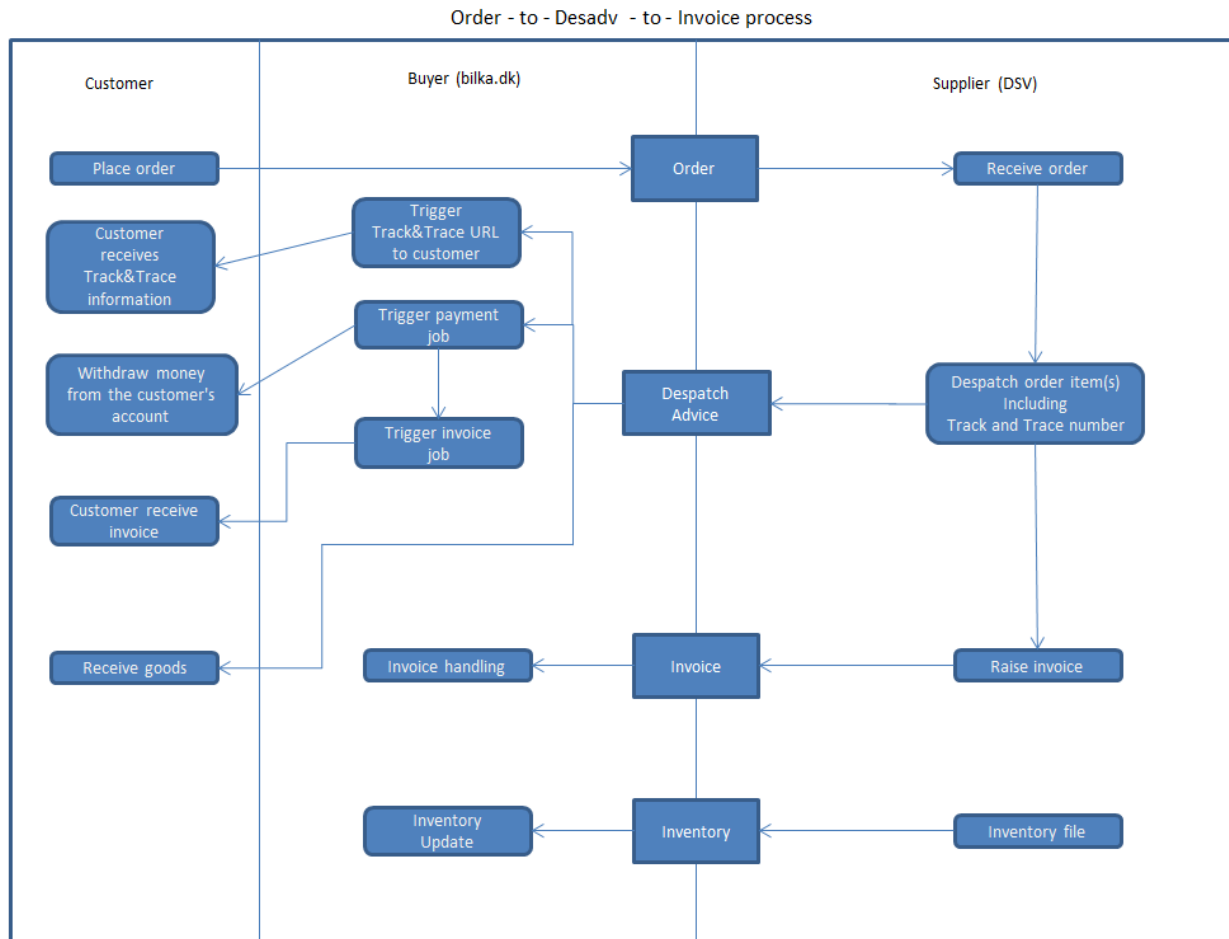 Order - to - Desadv - to - Invoice process
Customer
Buyer (bilka.dk)
Supplier (DSV)
Place order
Order
Receive order
Trigger
Track&Trace URL
to customer
Customer
receives
Track&Trace
information
Trigger payment
job
Withdraw money
from the customer's
account
Despatch
Advice
Despatch order item(s)
Including
Track and Trace number
Trigger invoice
job
Customer receive
invoice
Receive goods
Invoice handling
Invoice
Raise invoice
Inventory
Update
Inventory
Inventory file